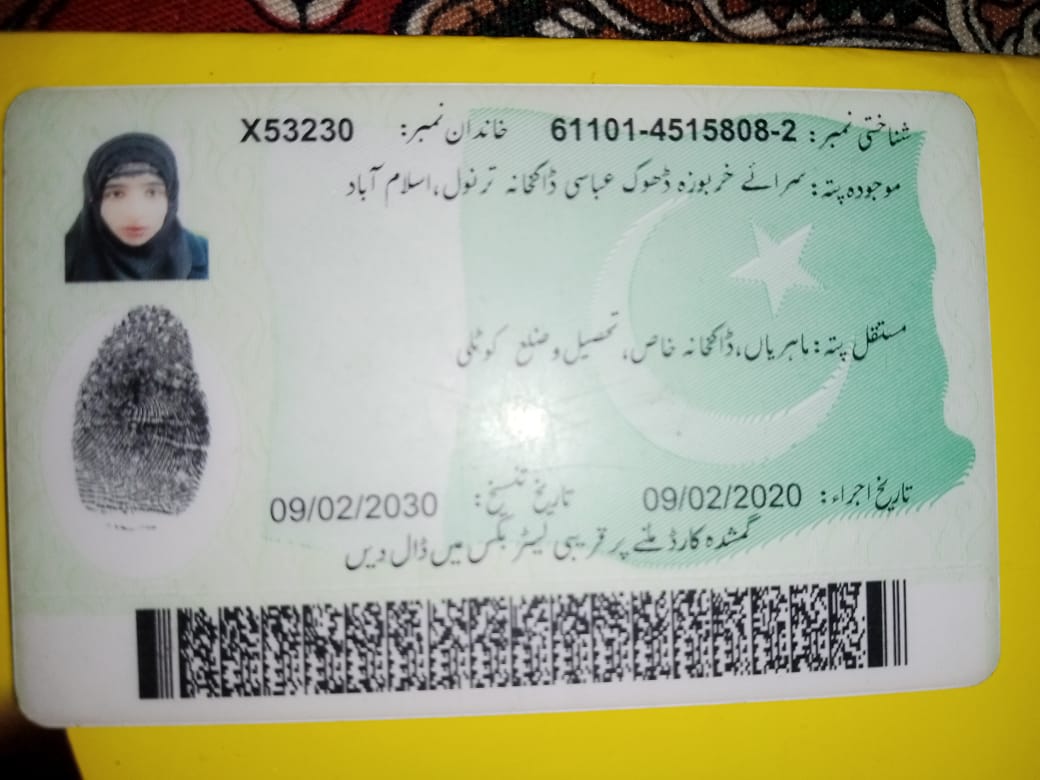 شناختی نمبر: 61101-4515808-2 خاندان نمبر: X53230
موجودہ پتہ: سرائے خربوزہ ڈھوک عباسی ڈاکخانہ ترنول، اسلام آباد
مستقل پتہ: ماہریاں، ڈاکخانہ خاص، تحصیل و ضلع کوٹلی
تاریخ اجراء: 09/02/2020 تاریخ تنسیخ: 09/02/2030
گمشدہ کارڈ ملنے پر قریبی لیٹر بکس میں ڈال دیں